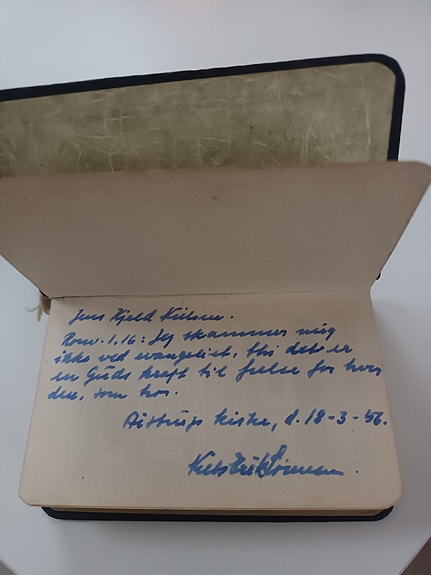 Jens Kjeld Nielsen.
Rom. 1.16: Jeg skammer mig
ikke ved evangeliet, thi det er
en Guds kraft til frelse for hver
den, som tror.
kirke, d. 18-3-56.